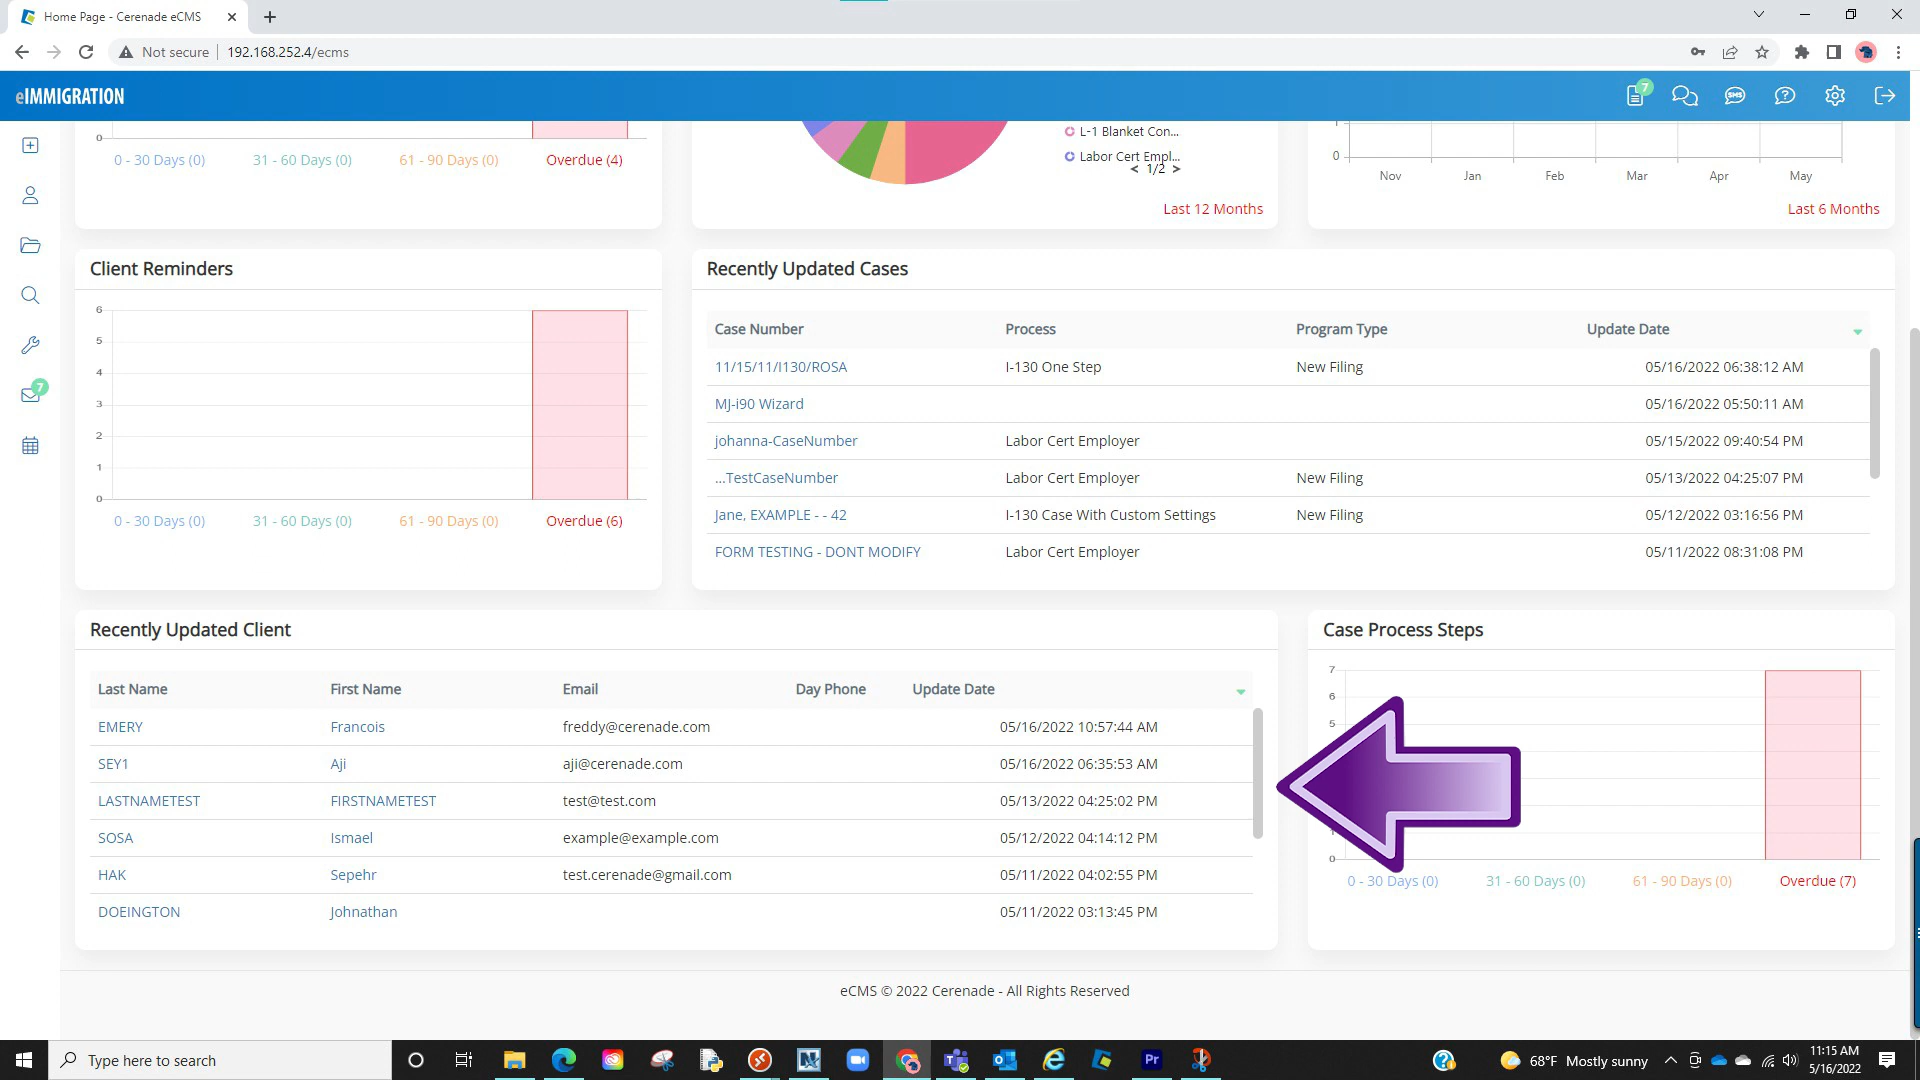 Home Page - Cerenade eCMS
Not secure 192.168.252.4/ecms
eIMMIGRATION
7
SMS
0
0 - 30 Days (0) 31 - 60 Days (0) 61 - 90 Days (0) Overdue (4)
L-1 Blanket Con...
Labor Cert Empl...
< 1/2 >
Last 12 Months
1
0
Nov Jan Feb Mar Apr May
Last 6 Months
7
Client Reminders
6
5
4
3
2
1
0
0 - 30 Days (0) 31 - 60 Days (0) 61 - 90 Days (0) Overdue (6)
Recently Updated Cases
Case Number Process Program Type Update Date
11/15/11/I130/ROSA I-130 One Step New Filing 05/16/2022 06:38:12 AM
MJ-i90 Wizard 05/16/2022 05:50:11 AM
johanna-CaseNumber Labor Cert Employer 05/15/2022 09:40:54 PM
...TestCaseNumber Labor Cert Employer New Filing 05/13/2022 04:25:07 PM
Jane, EXAMPLE - - 42 I-130 Case With Custom Settings New Filing 05/12/2022 03:16:56 PM
FORM TESTING - DONT MODIFY Labor Cert Employer 05/11/2022 08:31:08 PM
Recently Updated Client
Last Name First Name Email Day Phone Update Date
EMERY Francois freddy@cerenade.com 05/16/2022 10:57:44 AM
SEY1 Aji aji@cerenade.com 05/16/2022 06:35:53 AM
LASTNAMETEST FIRSTNAMETEST test@test.com 05/13/2022 04:25:02 PM
SOSA Ismael example@example.com 05/12/2022 04:14:12 PM
HAK Sepehr test.cerenade@gmail.com 05/11/2022 04:02:55 PM
DOEINGTON Johnathan 05/11/2022 03:13:45 PM
Case Process Steps
7
6
5
0
0 - 30 Days (0) 31 - 60 Days (0) 61 - 90 Days (0) Overdue (7)
eCMS © 2022 Cerenade - All Rights Reserved
Type here to search
Pr
68°F Mostly sunny
11:15 AM
5/16/2022